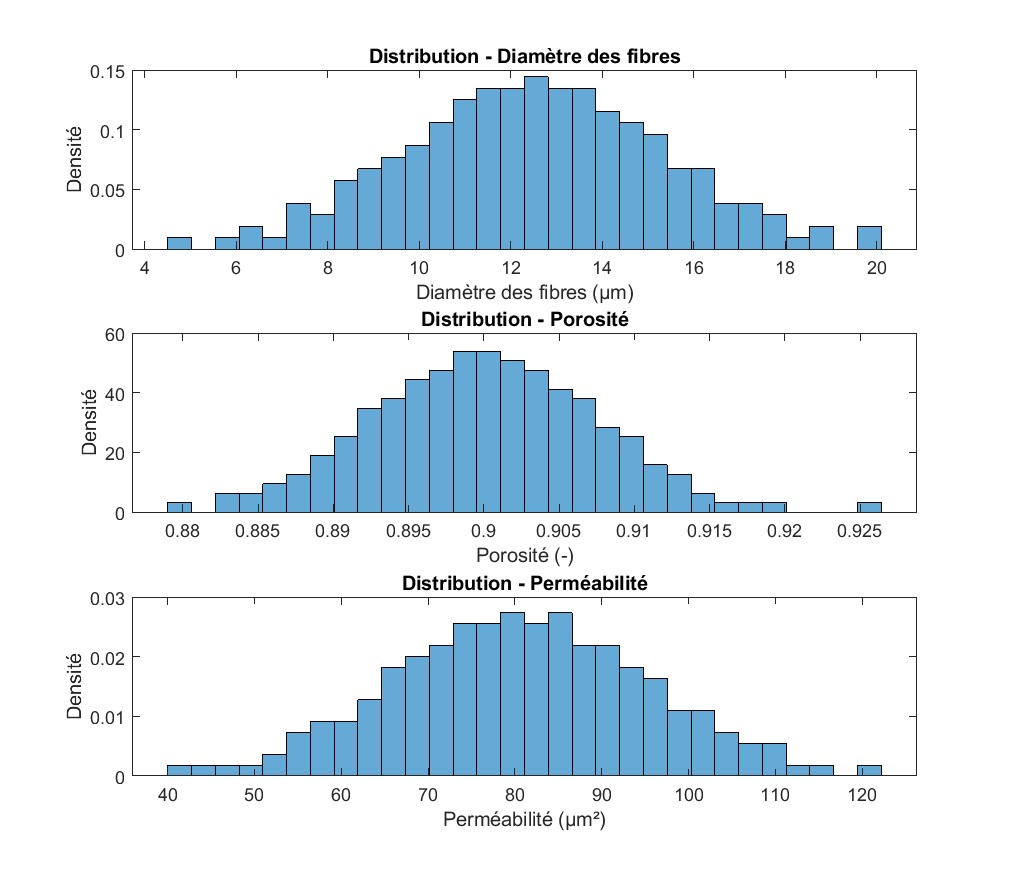 Distribution - Diamètre des fibres
0.15
0.1
0.05
0
Densité
4 6 8 10 12 14 16 18 20
Diamètre des fibres (µm)
Distribution - Porosité
60
40
20
0
Densité
0.88 0.885 0.89 0.895 0.9 0.905 0.91 0.915 0.92 0.925
Porosité (-)
Distribution - Perméabilité
0.03
0.02
0.01
0
Densité
40 50 60 70 80 90 100 110 120
Perméabilité (µm²)